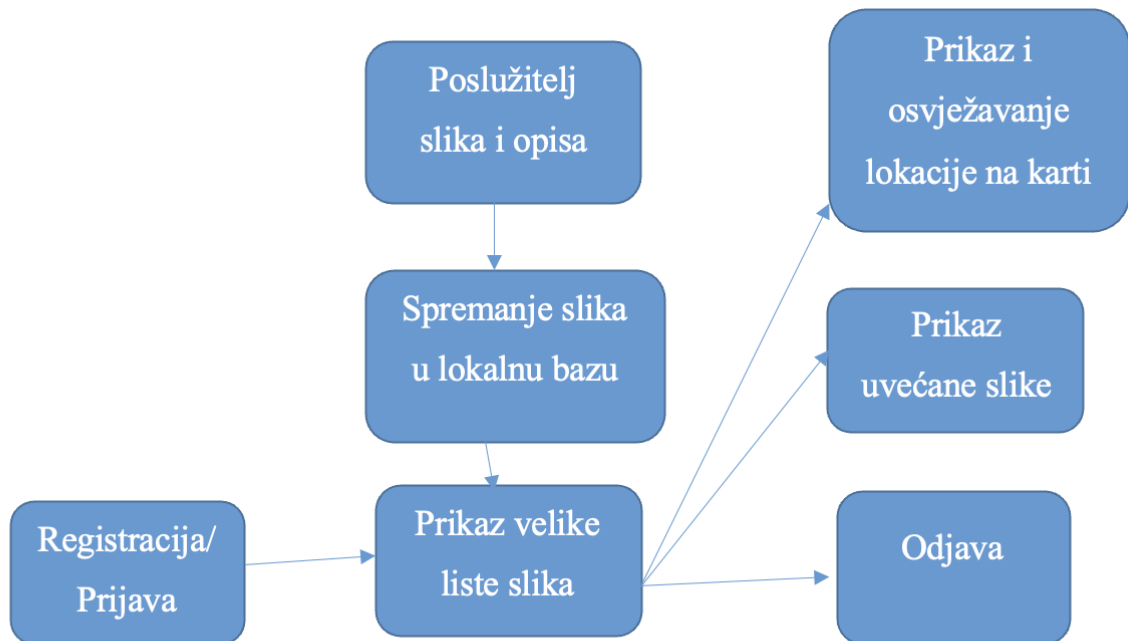 Poslužitelj
slika i opisa
Prikaz i
osvježavanje
lokacije na karti
Spremanje slika
u lokalnu bazu
Prikaz
uvećane slike
Registracija/
Prijava
Prikaz velike
liste slika
Odjava